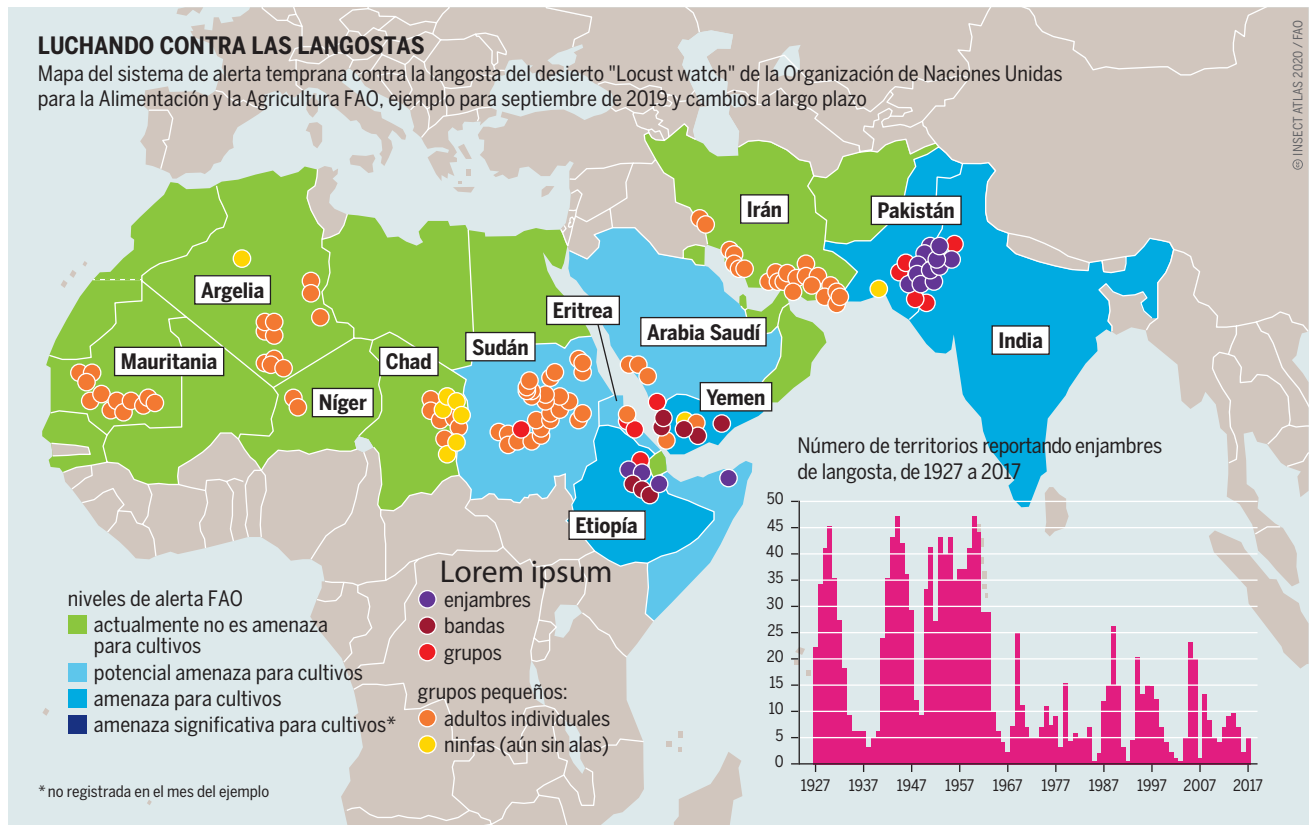 LUCHANDO CONTRA LAS LANGOSTAS
Mapa del sistema de alerta temprana contra la langosta del desierto "Locust watch" de la Organización de Naciones Unidas
para la Alimentación y la Agricultura FAO, ejemplo para septiembre de 2019 y cambios a largo plazo
cc INSECT ATLAS 2020 / FAO
Irán
Pakistán
Argelia
Eritrea
Arabia Saudí
India
Mauritania
Chad
Sudán
Níger
Yemen
Etiopía
Número de territorios reportando enjambres
de langosta, de 1927 a 2017
50
45
40
35
30
25
20
15
10
5
0
1927 1937 1947 1957 1967 1977 1987 1997 2007 2017
niveles de alerta FAO
actualmente no es amenaza
para cultivos
potencial amenaza para cultivos
amenaza para cultivos
amenaza significativa para cultivos*
Lorem ipsum
enjambres
bandas
grupos
grupos pequeños:
adultos individuales
ninfas (aún sin alas)
* no registrada en el mes del ejemplo